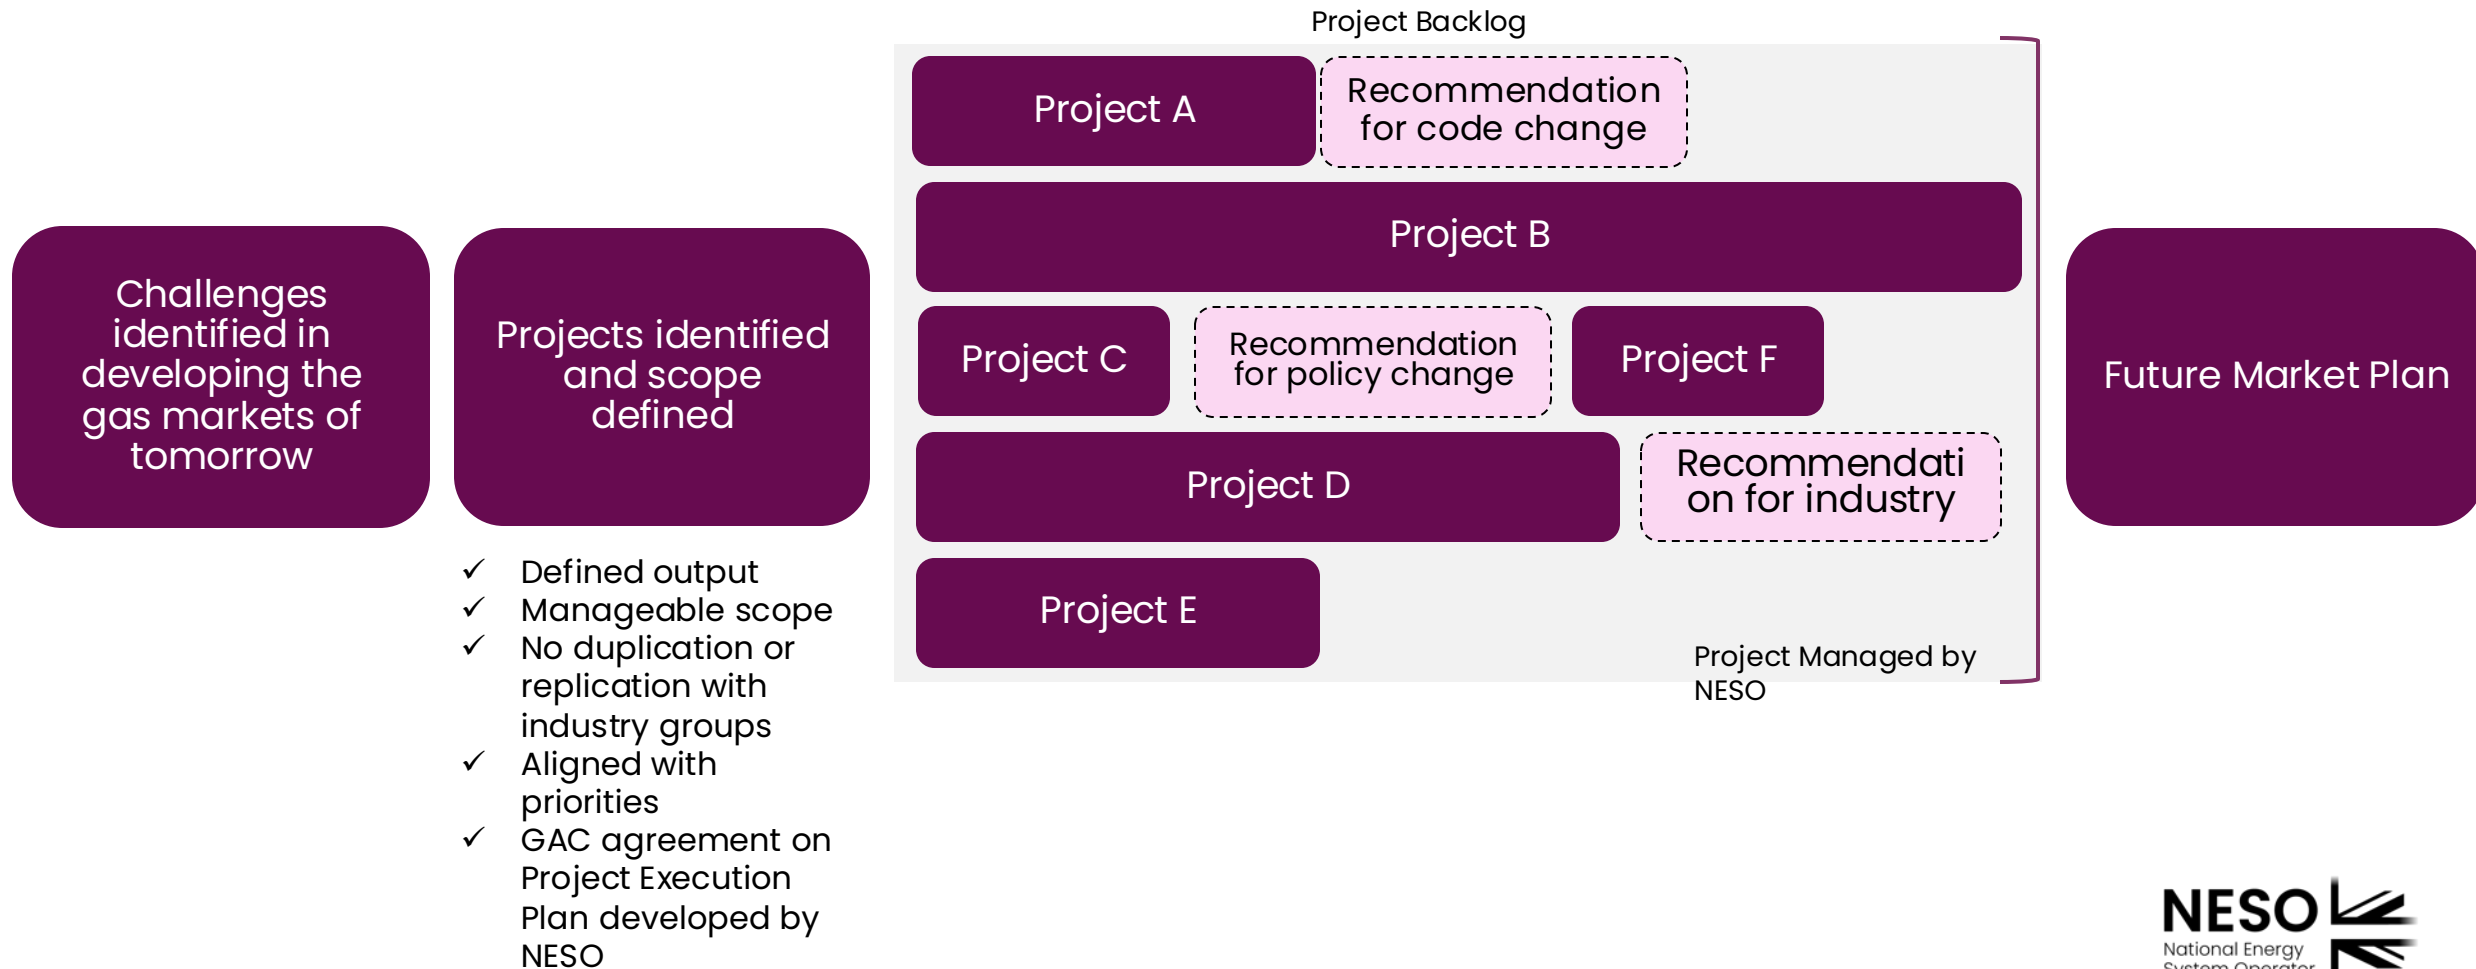 Project Backlog
Challenges
identified in
developing the
gas markets of
tomorrow
Projects identified
and scope
defined
✓ Defined output
✓ Manageable scope
✓ No duplication or
replication with
industry groups
✓ Aligned with
priorities
✓ GAC agreement on
Project Execution
Plan developed by
NESO
Project A
Recommendation
for code change
Project B
Project C
Recommendation
for policy change
Project F
Project D
Recommendati
on for industry
Project E
Project Managed by
NESO
Future Market Plan
NESO
National Energy
System Operator